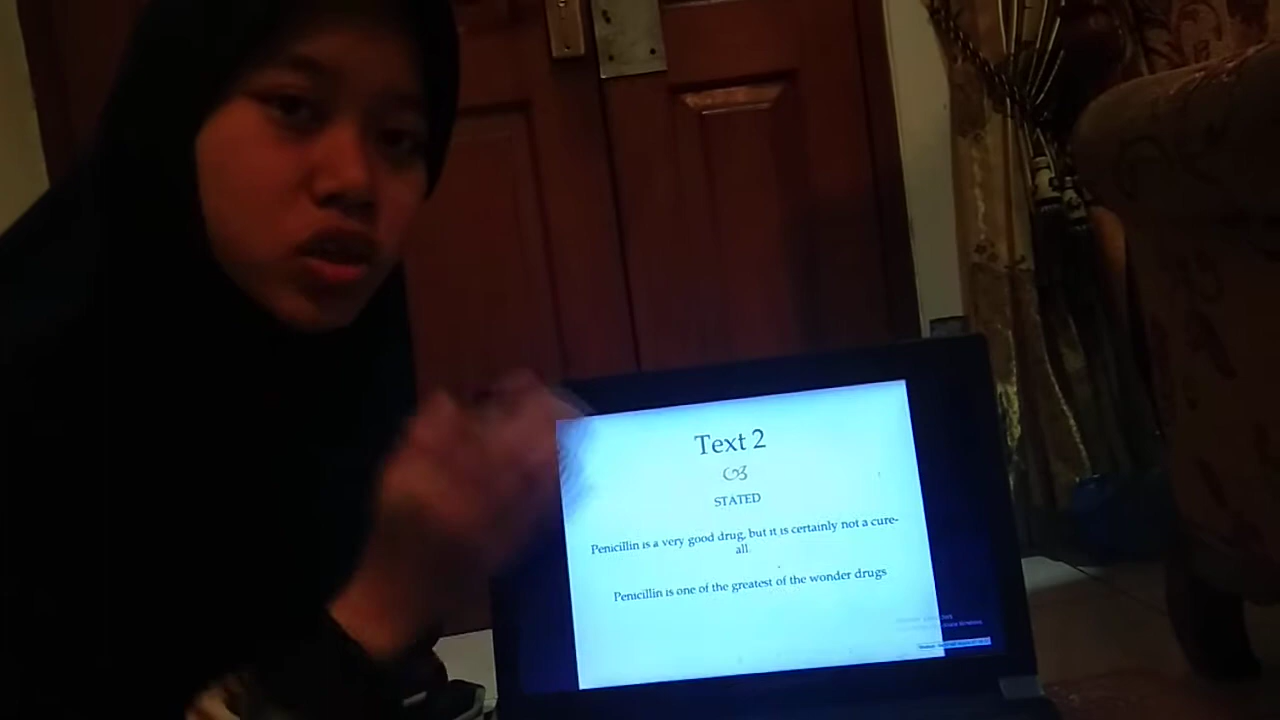 Text 2
STATED
Penicillin is a very good drug, but it is certainly not a cure-
all.
Penicillin is one of the greatest of the wonder drugs